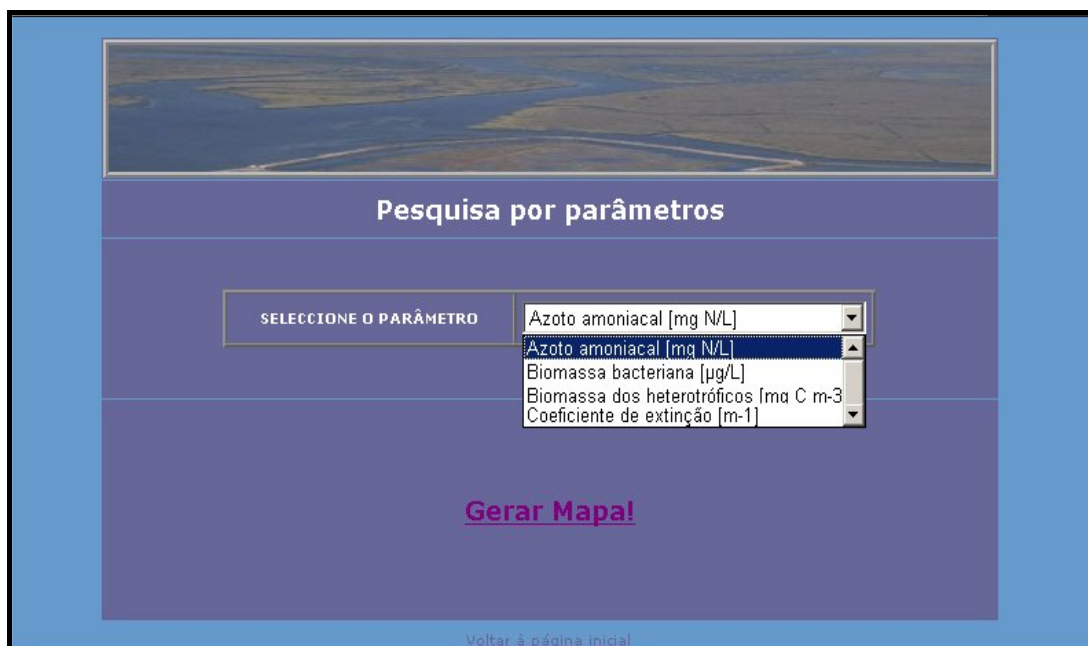 Pesquisa por parâmetros
SELECCIONE O PARÂMETRO
Azoto amoniacal [mg N/L]
Azoto amoniacal [mg N/L]
Biomassa bacteriana [µg/L]
Biomassa dos heterotróficos [mg C m-3
Coeficiente de extinção [m-1]
Gerar Mapa!
Voltar à página inicial